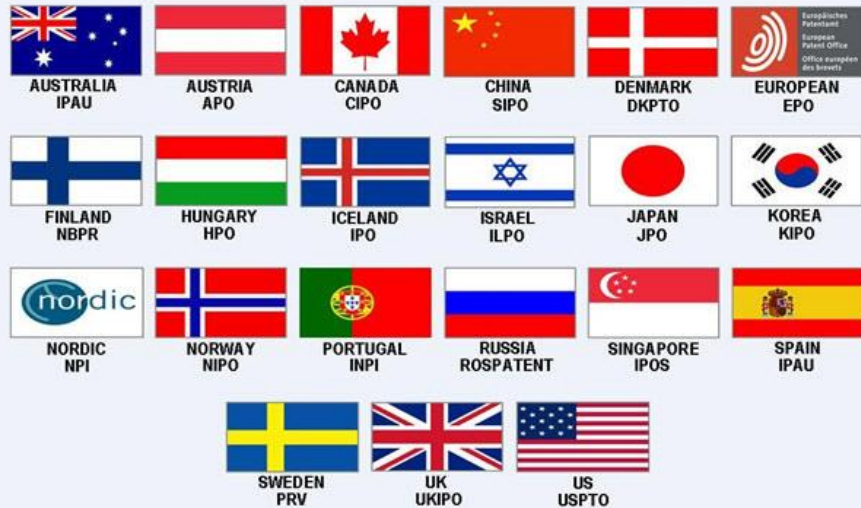 Europäisches
Patentamt
European
Patent Office
Office européen
des brevets
AUSTRALIA
IPAU
AUSTRIA
APO
CANADA
CIPO
CHINA
SIPO
DENMARK
DKPTO
EUROPEAN
EPO
FINLAND
NBPR
HUNGARY
HPO
ICELAND
IPO
ISRAEL
ILPO
JAPAN
JPO
KOREA
KIPO
nordic
NORDIC
NPI
NORWAY
NIPO
PORTUGAL
INPI
RUSSIA
ROSPATENT
SINGAPORE
IPOS
SPAIN
IPAU
SWEDEN
PRV
UK
UKIPO
US
USPTO